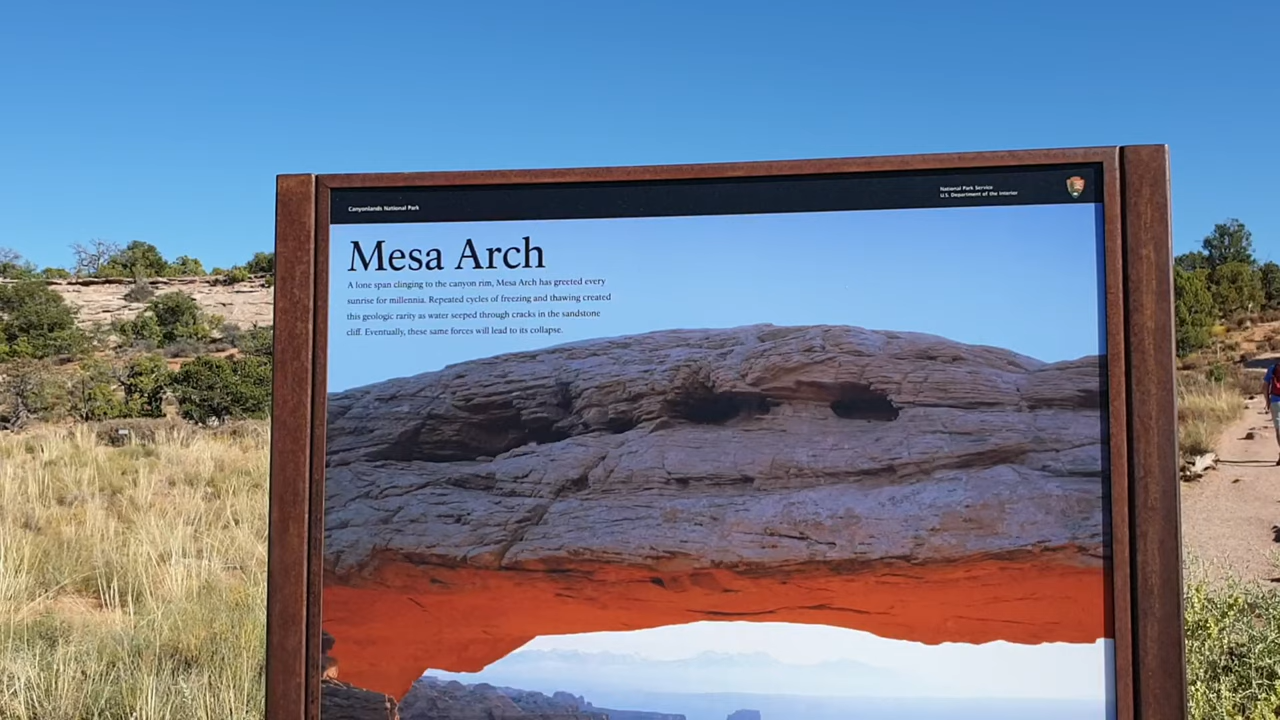 Canyonlands National Park
National Park Service
U.S. Department of the Interior
Mesa Arch
A lone span clinging to the canyon rim, Mesa Arch has greeted every
sunrise for millennia. Repeated cycles of freezing and thawing created
this geologic rarity as water seeped through cracks in the sandstone
cliff. Eventually, these same forces will lead to its collapse.